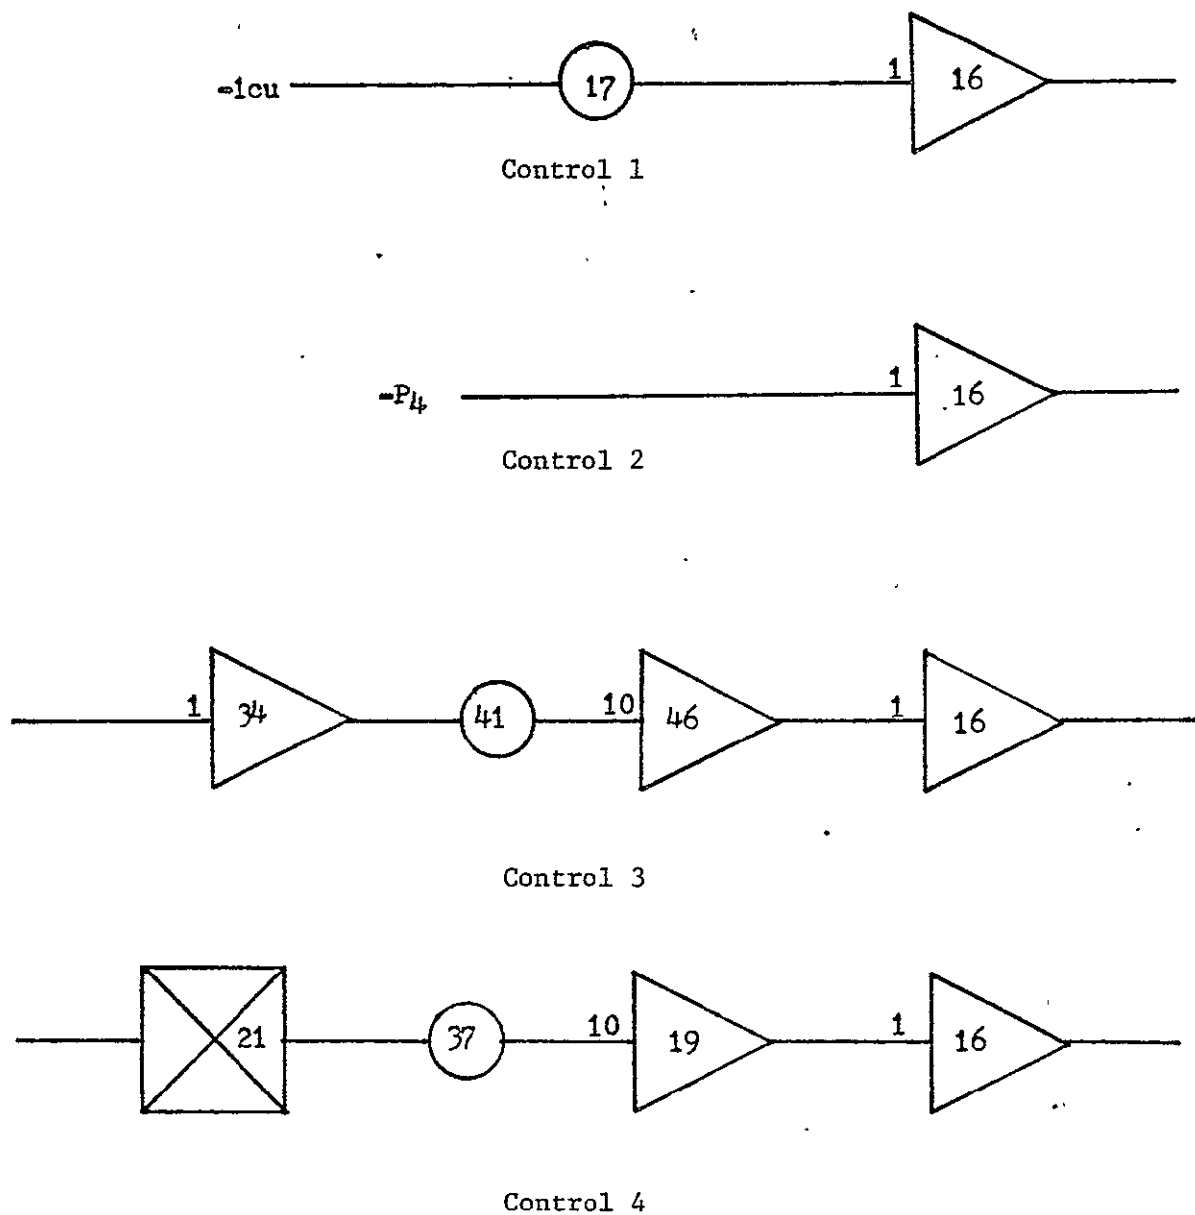 -1cu 17 1 16
Control 1
-P4 1 16
Control 2
1 34 41 10 46 1 16
Control 3
21 37 10 19 1 16
Control 4